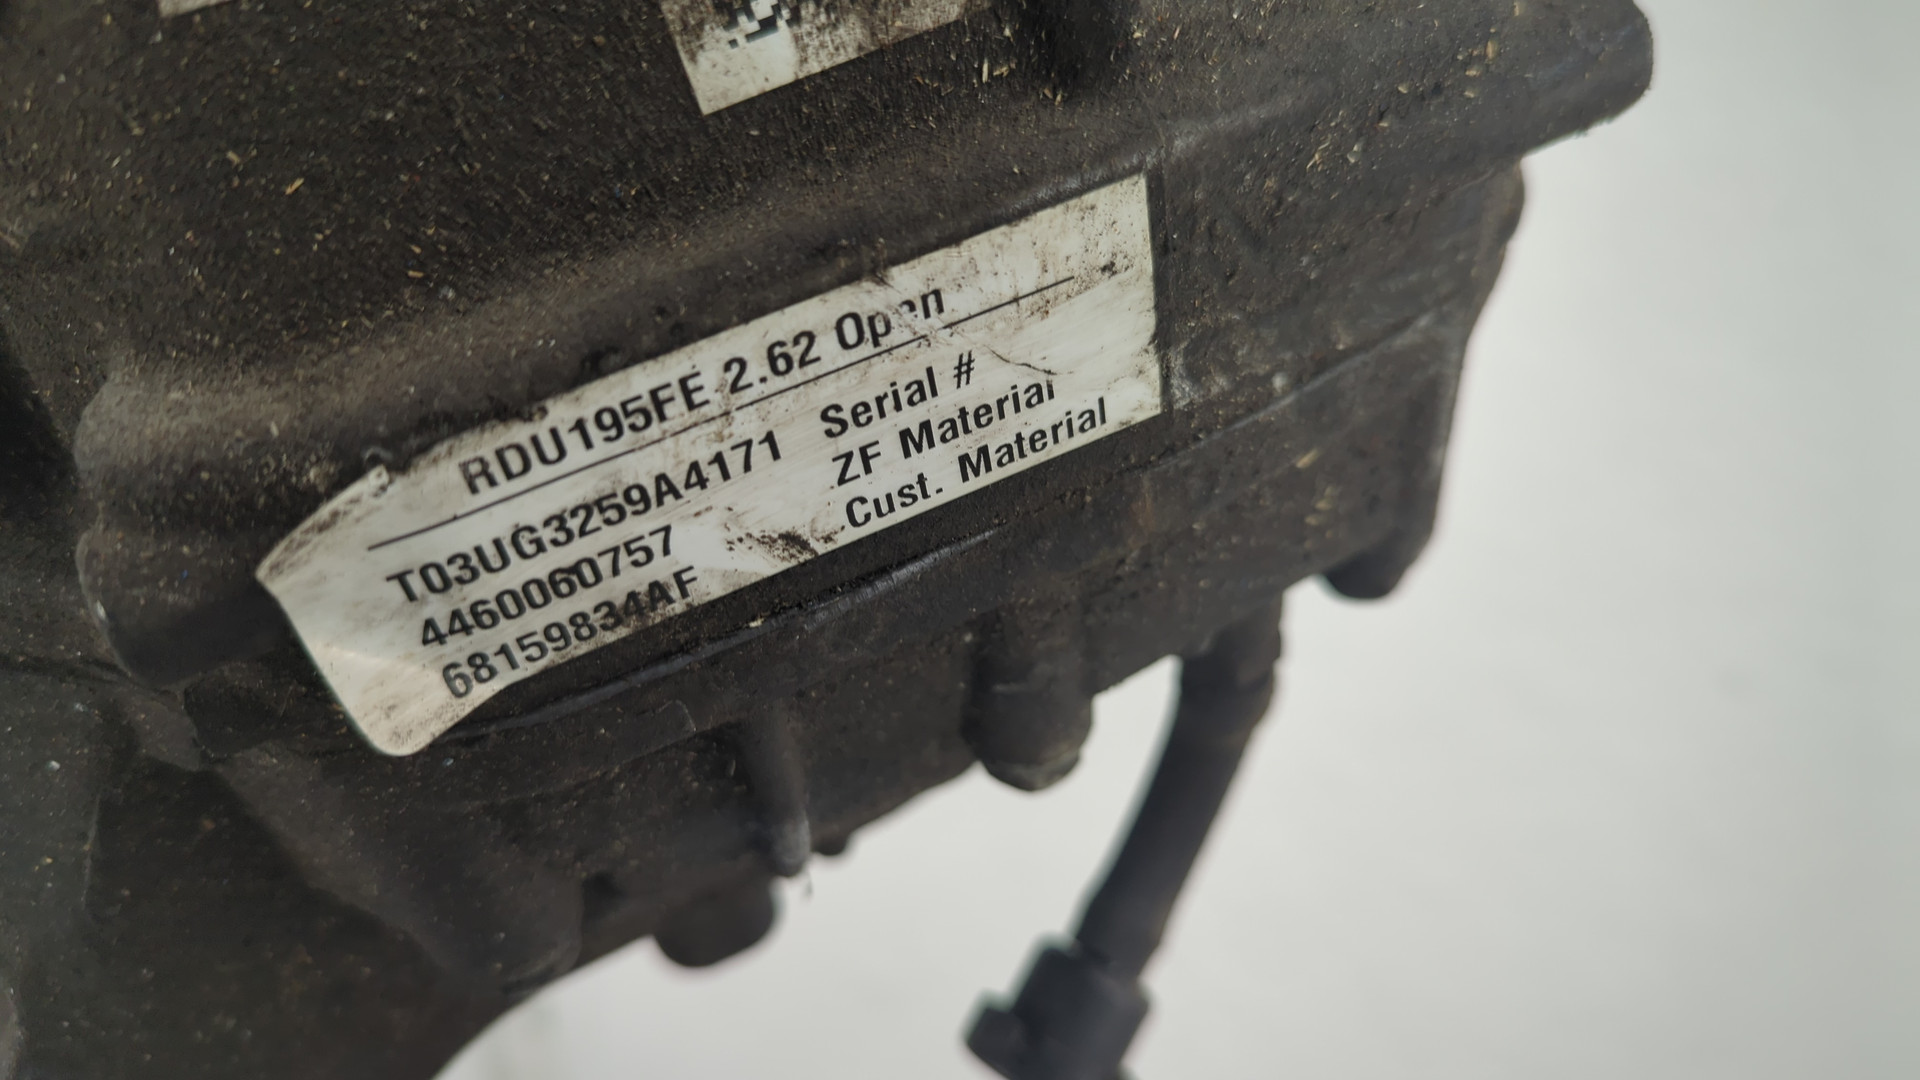 RDU195FE 2.62 Open
T03UG3259A4171 Serial #
4460060757 ZF Material
68159834AF Cust. Material